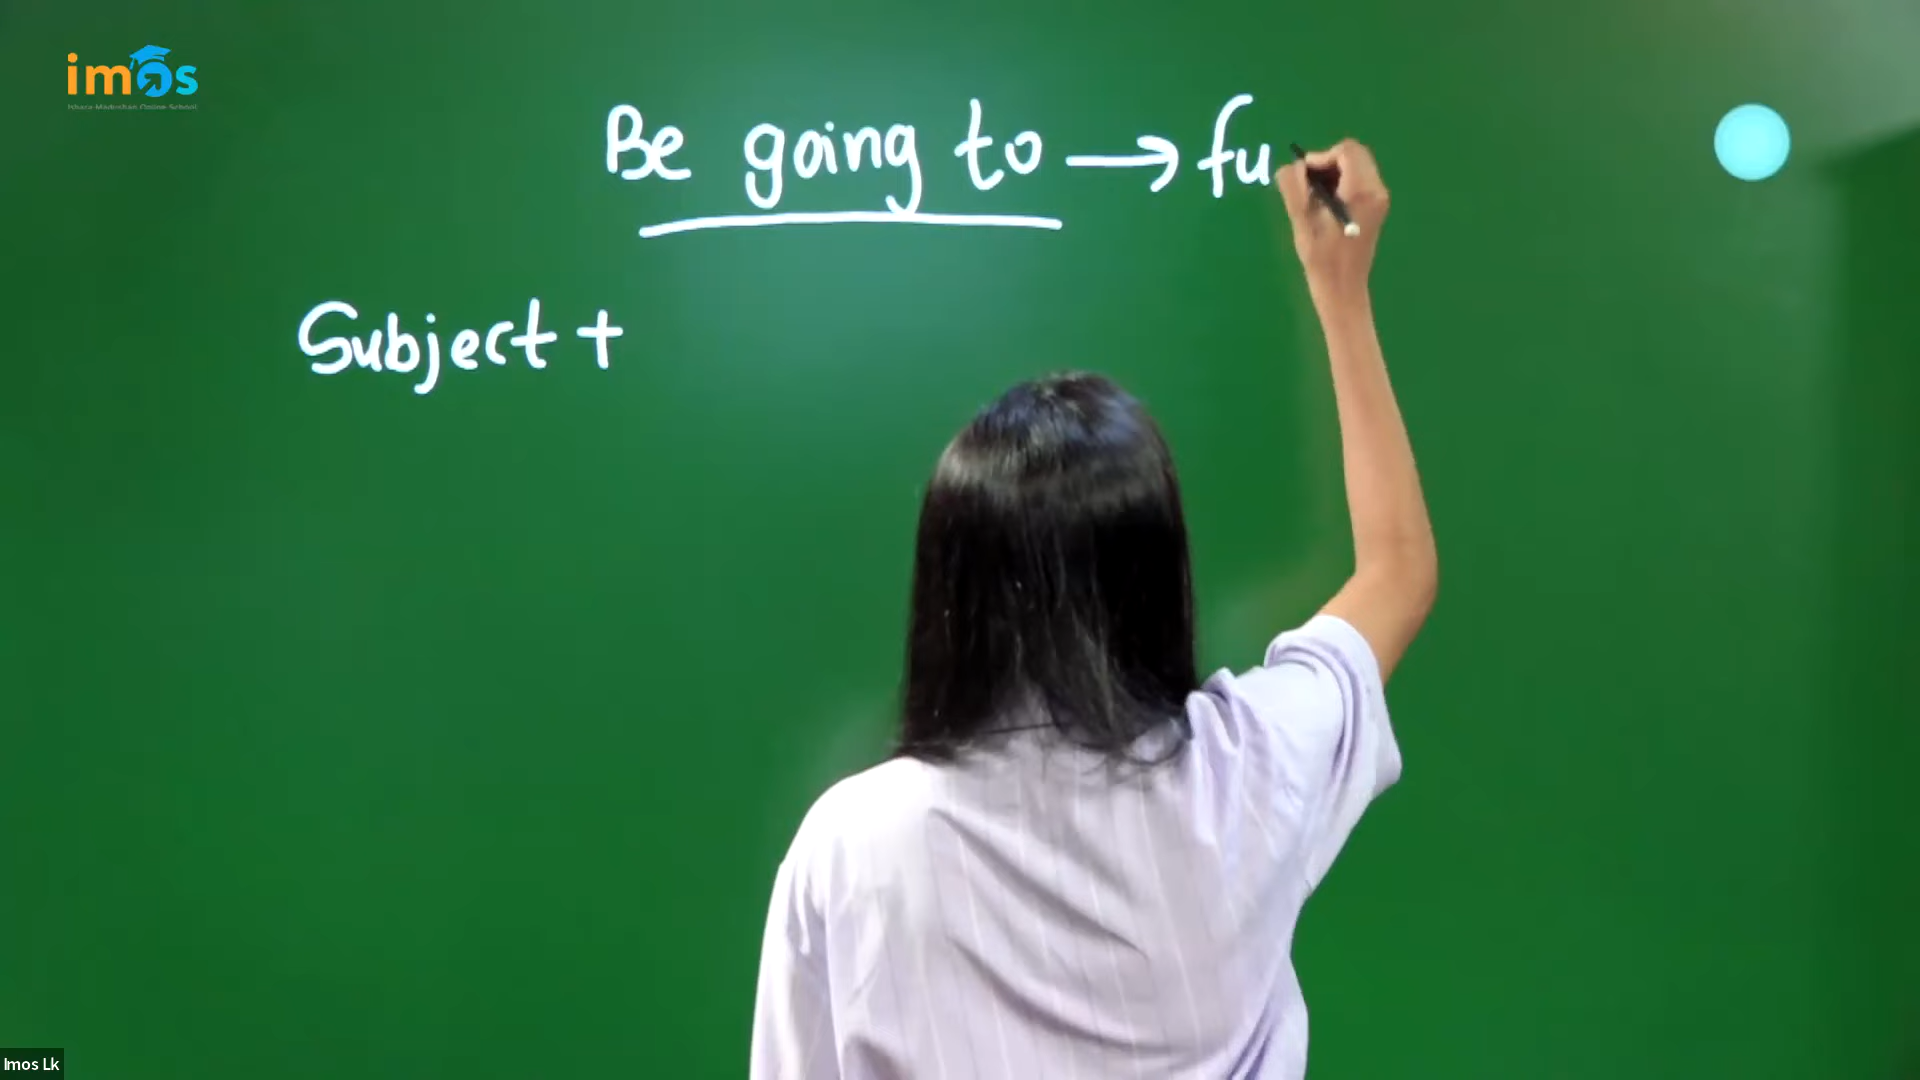 imos
Be going to → fu
Subject +
Imos Lk